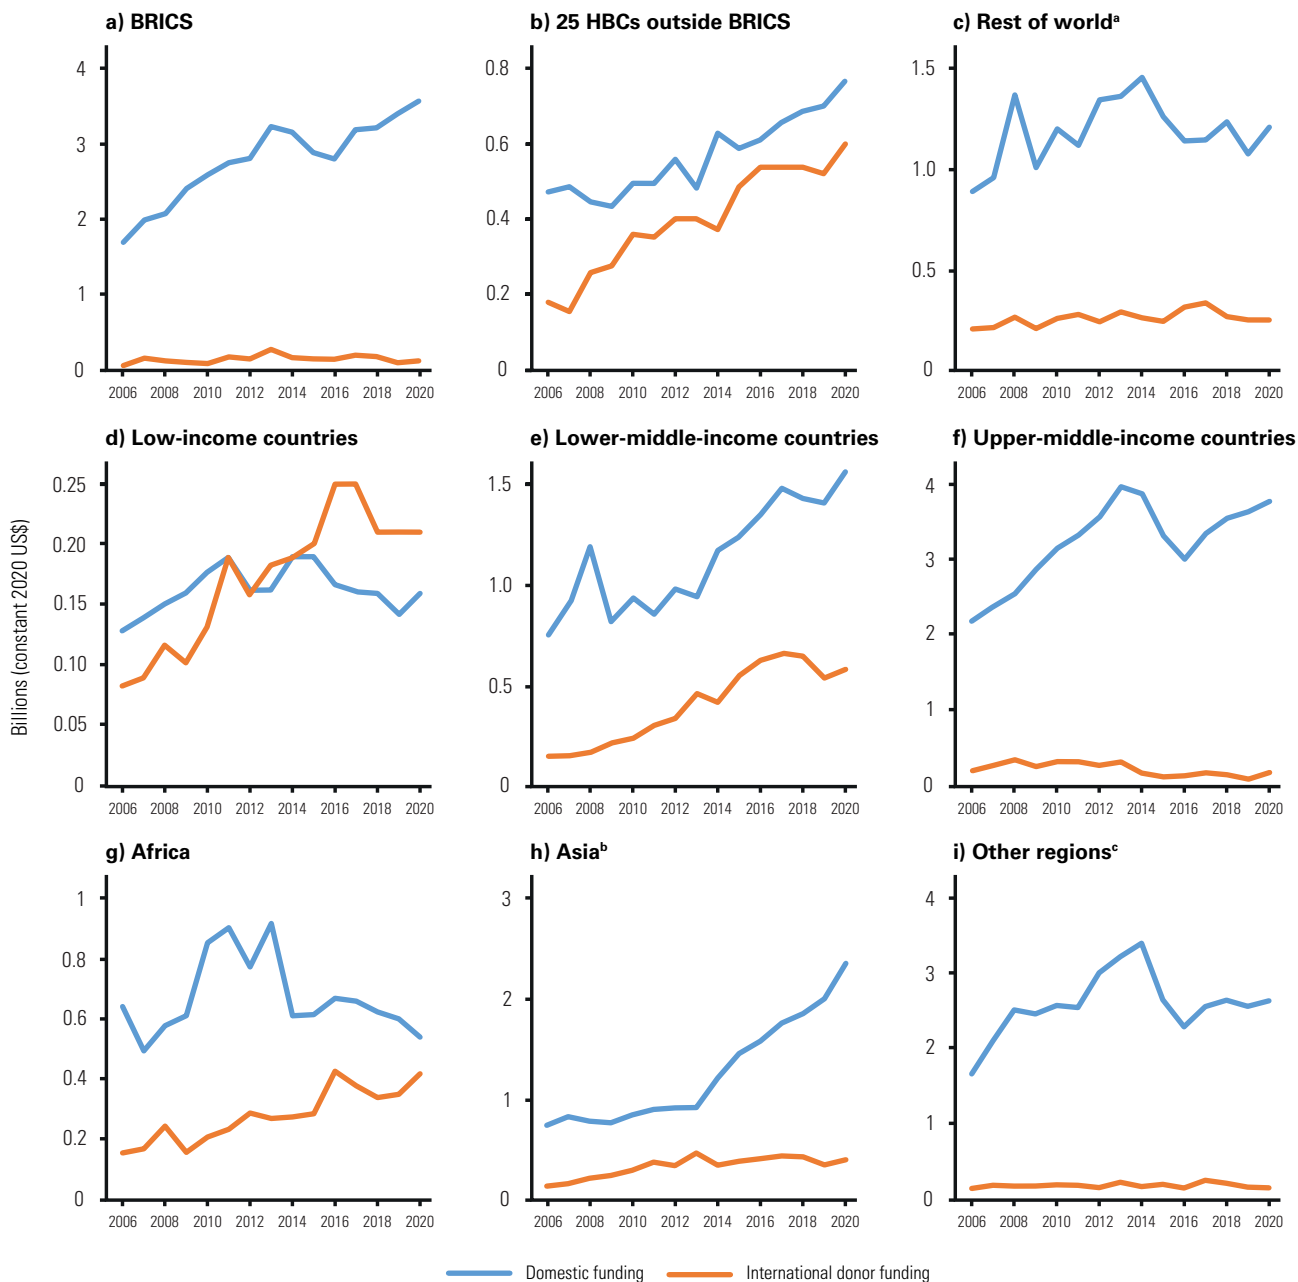 a) BRICS
4
3
2
1
0
2006 2008 2010 2012 2014 2016 2018 2020
b) 25 HBCs outside BRICS
0.8
0.6
0.4
0.2
0
2006 2008 2010 2012 2014 2016 2018 2020
c) Rest of worldᵃ
1.5
1.0
0.5
0
2006 2008 2010 2012 2014 2016 2018 2020
Billions (constant 2020 US$)
d) Low-income countries
0.25
0.20
0.15
0.10
0.05
0
2006 2008 2010 2012 2014 2016 2018 2020
e) Lower-middle-income countries
1.5
1.0
0.5
0
2006 2008 2010 2012 2014 2016 2018 2020
f) Upper-middle-income countries
4
3
2
1
0
2006 2008 2010 2012 2014 2016 2018 2020
g) Africa
1
0.8
0.6
0.4
0.2
0
2006 2008 2010 2012 2014 2016 2018 2020
h) Asiaᵇ
3
2
1
0
2006 2008 2010 2012 2014 2016 2018 2020
i) Other regionsᶜ
4
3
2
1
0
2006 2008 2010 2012 2014 2016 2018 2020
Domestic funding
International donor funding